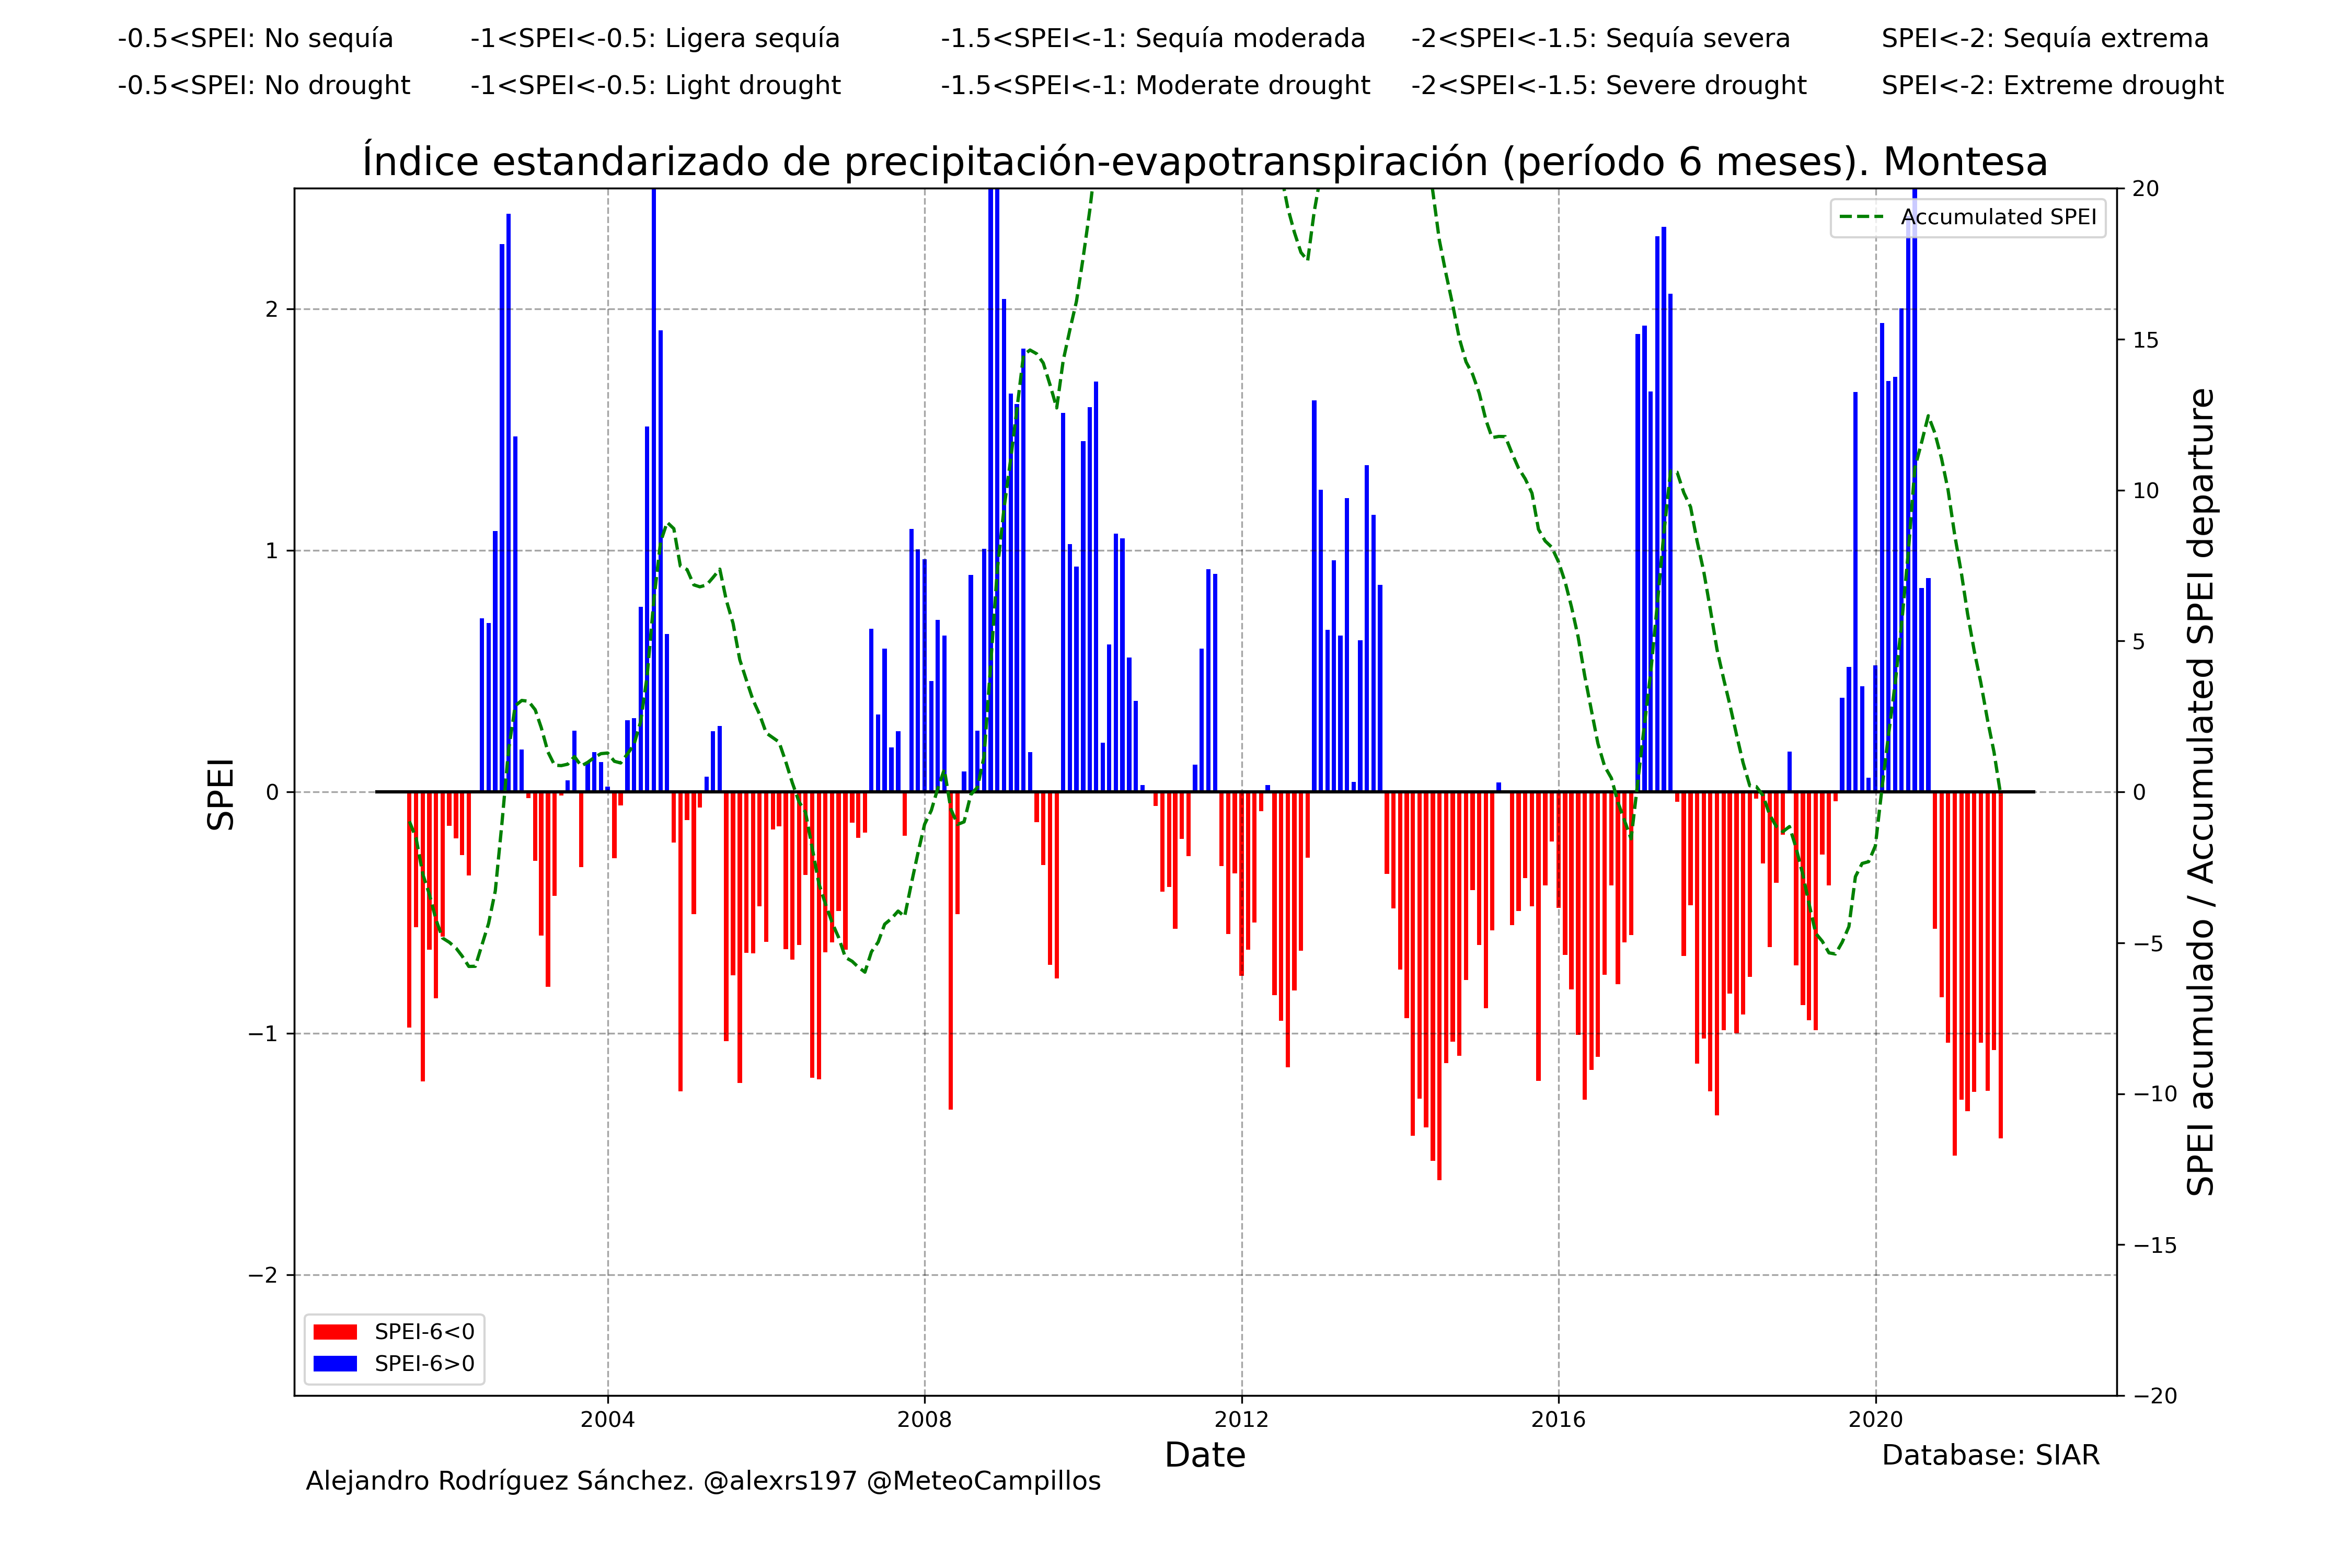 -0.5<SPEI: No sequía -1<SPEI<-0.5: Ligera sequía -1.5<SPEI<-1: Sequía moderada -2<SPEI<-1.5: Sequía severa SPEI<-2: Sequía extrema
-0.5<SPEI: No drought -1<SPEI<-0.5: Light drought -1.5<SPEI<-1: Moderate drought -2<SPEI<-1.5: Severe drought SPEI<-2: Extreme drought
Índice estandarizado de precipitación-evapotranspiración (período 6 meses). Montesa
Accumulated SPEI
2
1
0
−1
−2
SPEI
20
15
10
5
0
−5
−10
−15
−20
SPEI acumulado / Accumulated SPEI departure
SPEI-6<0
SPEI-6>0
2004 2008 2012 2016 2020
Date
Database: SIAR
Alejandro Rodríguez Sánchez. @alexrs197 @MeteoCampillos